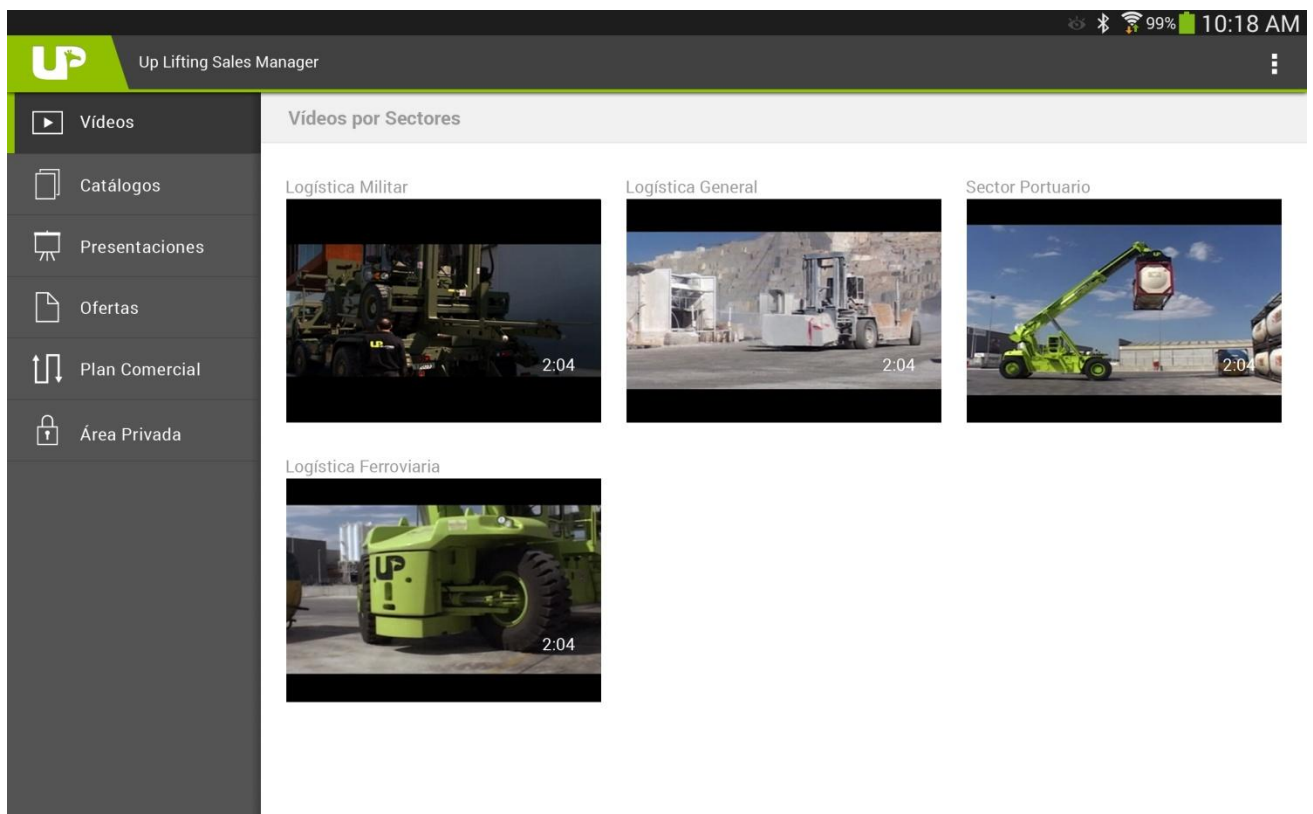 99% 10:18 AM
UP Up Lifting Sales Manager
Vídeos
Catálogos
Presentaciones
Ofertas
Plan Comercial
Área Privada
Vídeos por Sectores
Logística Militar
Logística General
Sector Portuario
UP
2:04
2:04
2:04
Logística Ferroviaria
UP
2:04